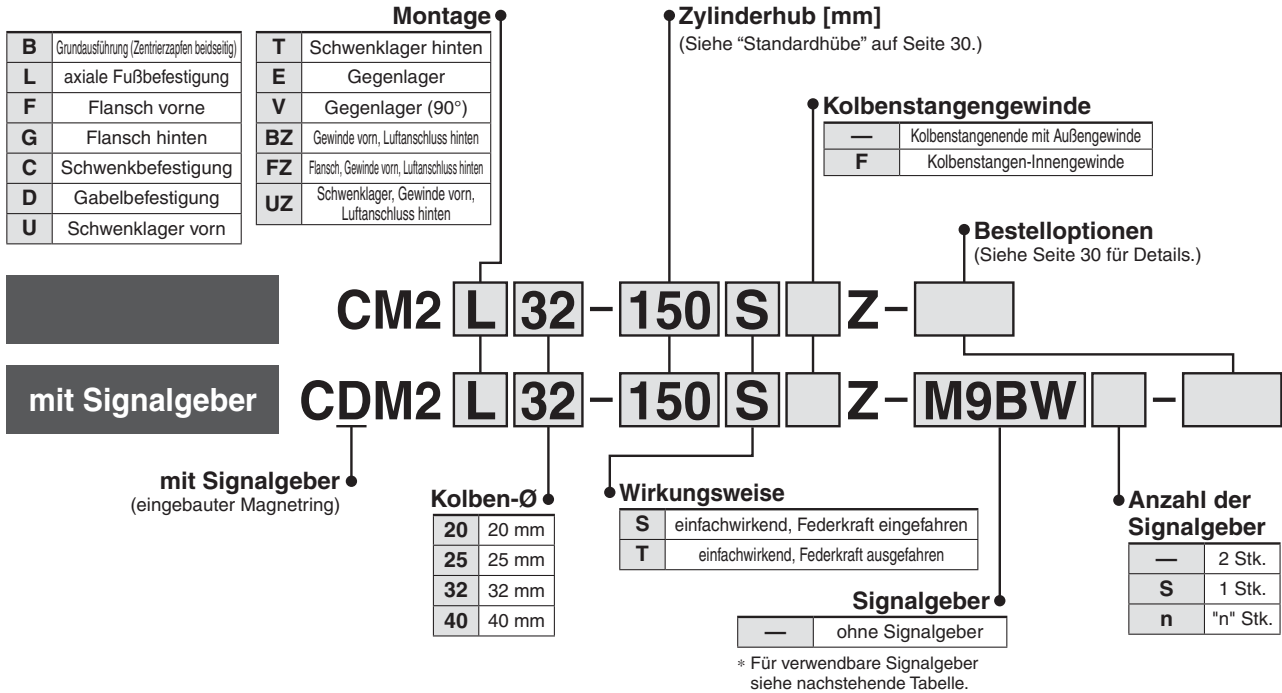 Montage
B Grundausführung (Zentrierzapfen beidseitig)
L axiale Fußbefestigung
F Flansch vorne
G Flansch hinten
C Schwenkbefestigung
D Gabelbefestigung
U Schwenklager vorn
T Schwenklager hinten
E Gegenlager
V Gegenlager (90°)
BZ Gewinde vorn, Luftanschluss hinten
FZ Flansch, Gewinde vorn, Luftanschluss hinten
UZ Schwenklager, Gewinde vorn,
Luftanschluss hinten
Zylinderhub [mm]
(Siehe “Standardhübe” auf Seite 30.)
Kolbenstangengewinde
— Kolbenstangenende mit Außengewinde
F Kolbenstangen-Innengewinde
Bestelloptionen
(Siehe Seite 30 für Details.)
CM2 L 32 – 150 S Z –
mit Signalgeber CDM2 L 32 – 150 S Z – M9BW –
mit Signalgeber
(eingebauter Magnetring)
Kolben-Ø
20 20 mm
25 25 mm
32 32 mm
40 40 mm
Wirkungsweise
S einfachwirkend, Federkraft eingefahren
T einfachwirkend, Federkraft ausgefahren
Signalgeber
— ohne Signalgeber
* Für verwendbare Signalgeber
siehe nachstehende Tabelle.
Anzahl der
Signalgeber
— 2 Stk.
S 1 Stk.
n "n" Stk.